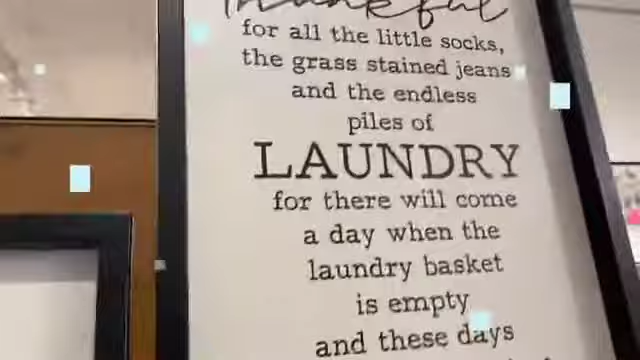 thankful
for all the little socks,
the grass stained jeans
and the endless
piles of
LAUNDRY
for there will come
a day when the
laundry basket
is empty
and these days